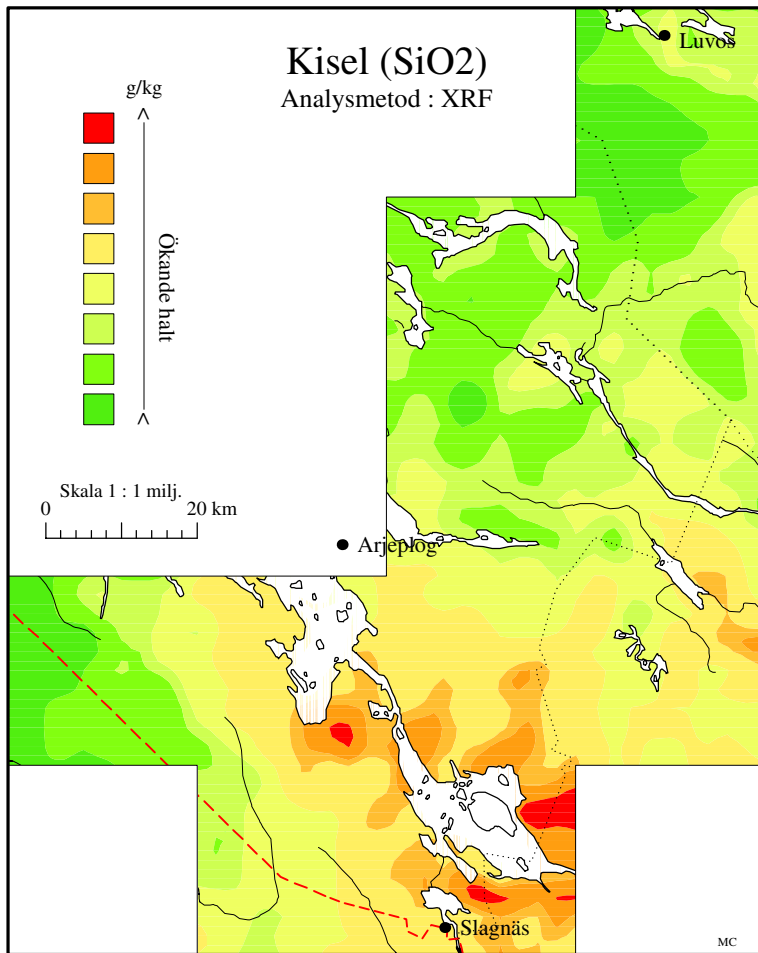 Kisel (SiO2)
Analysmetod : XRF
Luvos
g/kg
Ökande halt
Skala 1 : 1 milj.
0 20 km
Arjeplog
Slagnäs
MC